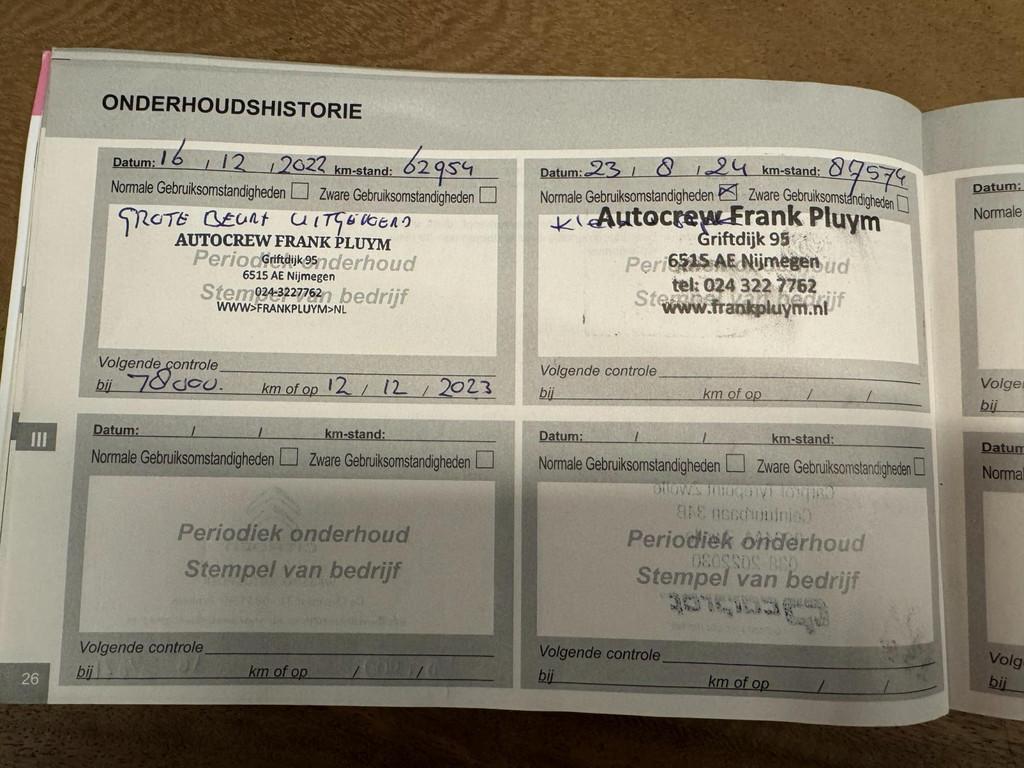 ONDERHOUDSHISTORIE
Datum: 16 / 12 / 2022 km-stand: 62954
Normale Gebruiksomstandigheden Zware Gebruiksomstandigheden
GROTE BEURT UITGEVOERD
AUTOCREW FRANK PLUYM
Periodiek onderhoud
Griftdijk 95
6515 AE Nijmegen
Stempel van bedrijf
024-3227762
WWW>FRANKPLUYM>NL
Volgende controle
bij 78000. km of op 12 / 12 / 2023
Datum: 23 / 8 / 24 km-stand: 87574
Normale Gebruiksomstandigheden Zware Gebruiksomstandigheden
Autocrew Frank Pluym
Griftdijk 95
Periodiek onderhoud
6515 AE Nijmegen
tel: 024 322 7762
Stempel van bedrijf
www.frankpluym.nl
Volgende controle
bij km of op / /
Datum: / / km-stand:
Normale Gebruiksomstandigheden Zware Gebruiksomstandigheden
Periodiek onderhoud
Stempel van bedrijf
Volgende controle
bij km of op / /
Datum: / / km-stand:
Normale Gebruiksomstandigheden Zware Gebruiksomstandigheden
Periodiek onderhoud
Stempel van bedrijf
Volgende controle
bij km of op / /
III
26
Datum:
Normale
bij
bij